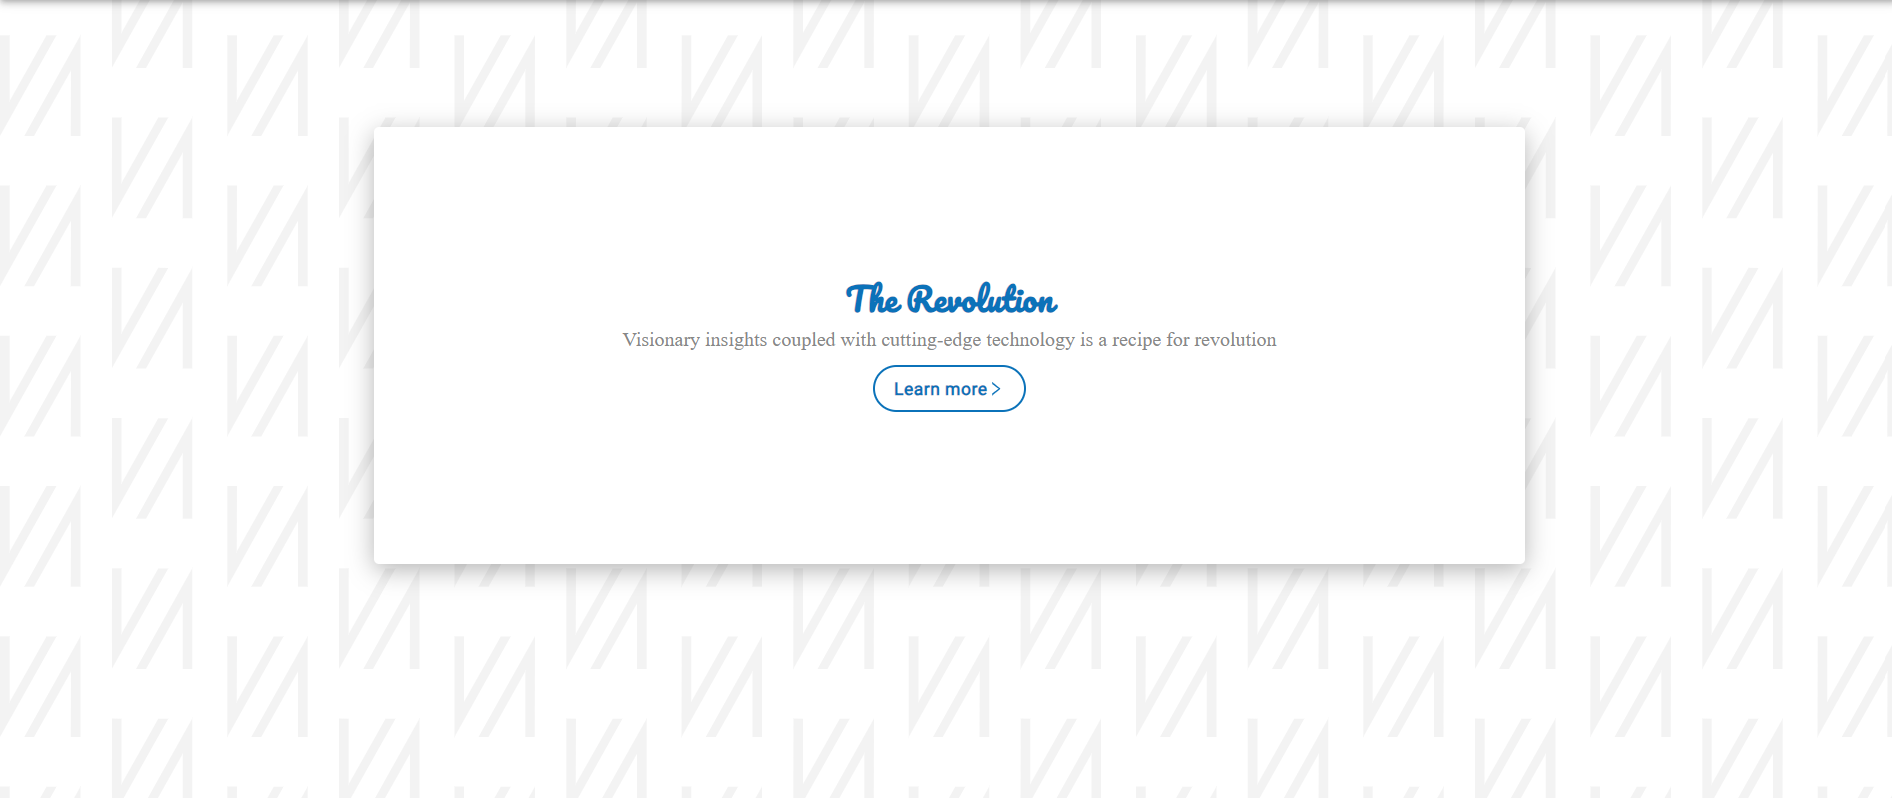 The Revolution
Visionary insights coupled with cutting-edge technology is a recipe for revolution
Learn more >